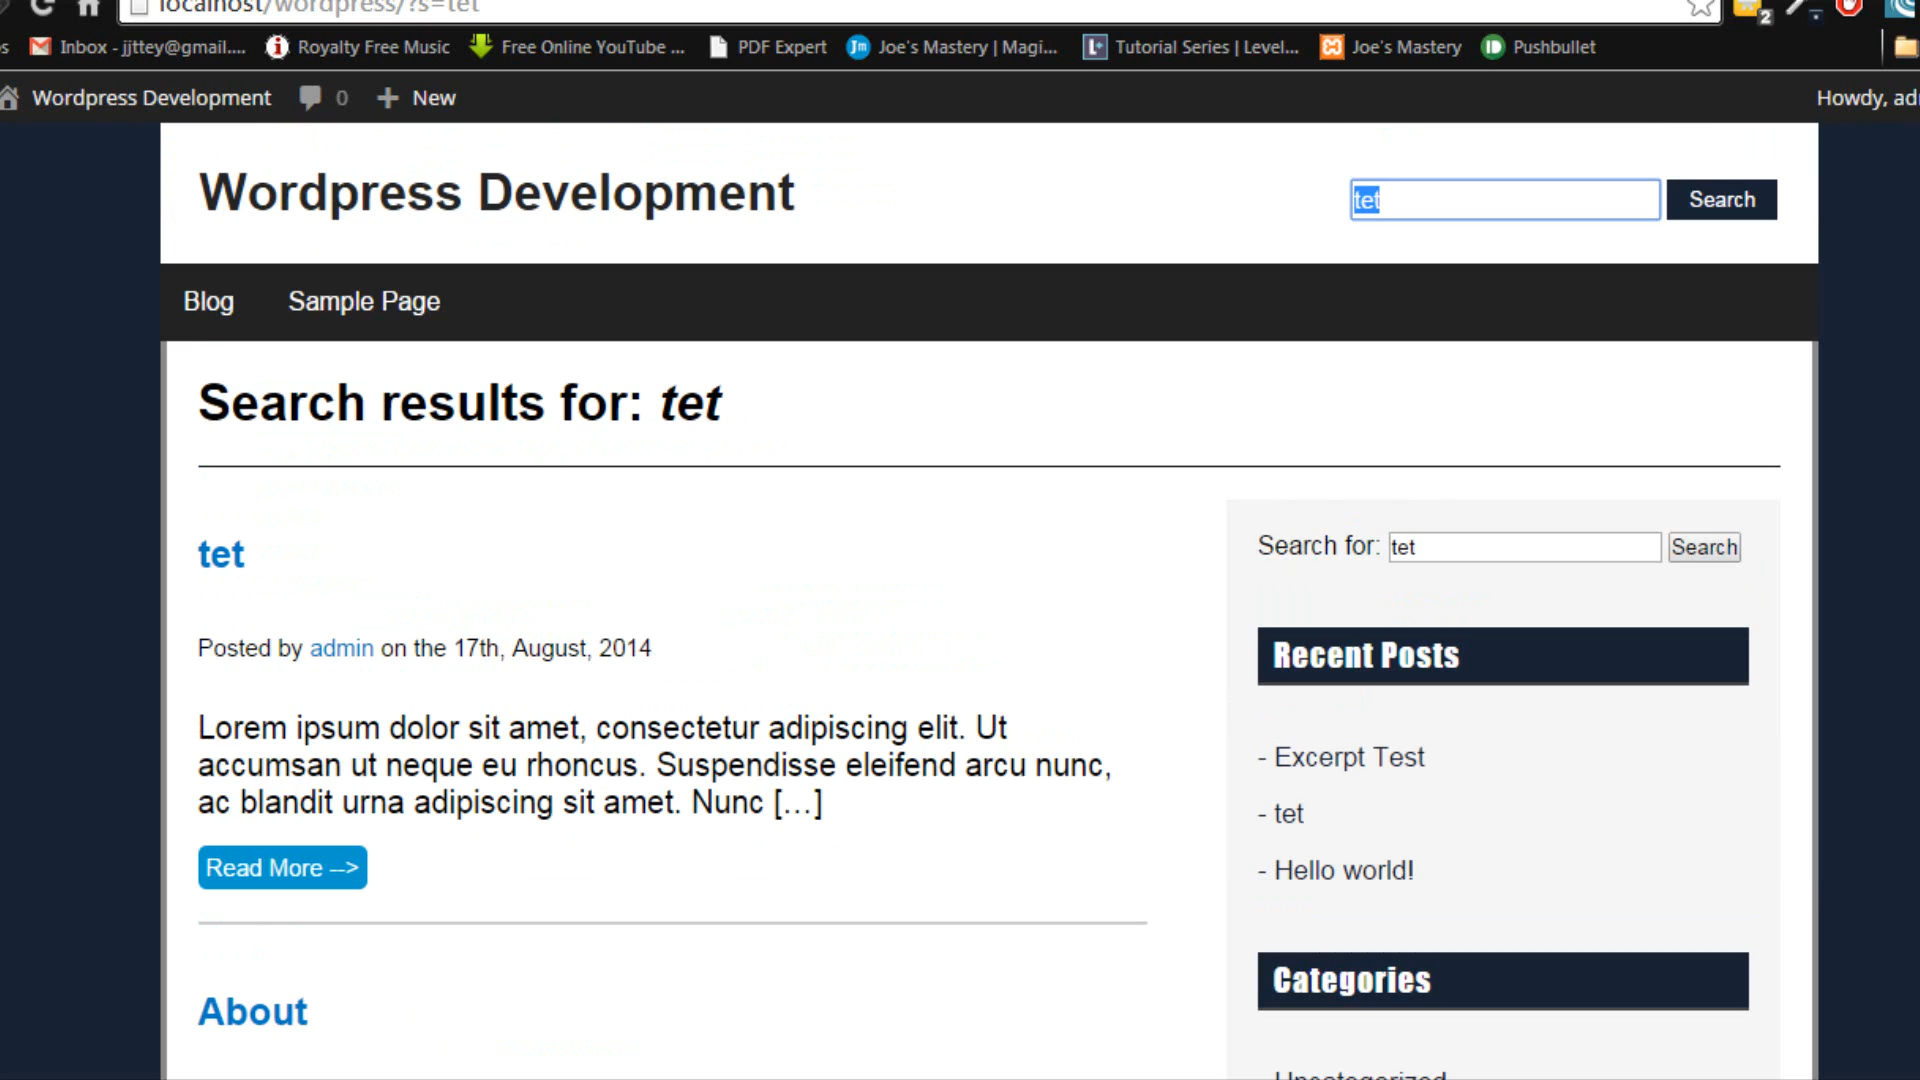 localhost/wordpress/?s=tet
2
s Inbox - jjttey@gmail.... Royalty Free Music Free Online YouTube ... PDF Expert Joe's Mastery | Magi... Tutorial Series | Level... Joe's Mastery Pushbullet
Wordpress Development 0 + New Howdy, ad
Wordpress Development
tet Search
Blog Sample Page
Search results for: tet
tet
Posted by admin on the 17th, August, 2014
Lorem ipsum dolor sit amet, consectetur adipiscing elit. Ut
accumsan ut neque eu rhoncus. Suspendisse eleifend arcu nunc,
ac blandit urna adipiscing sit amet. Nunc [...]
Read More -->
About
Search for: tet Search
Recent Posts
- Excerpt Test
- tet
- Hello world!
Categories
Uncategorized